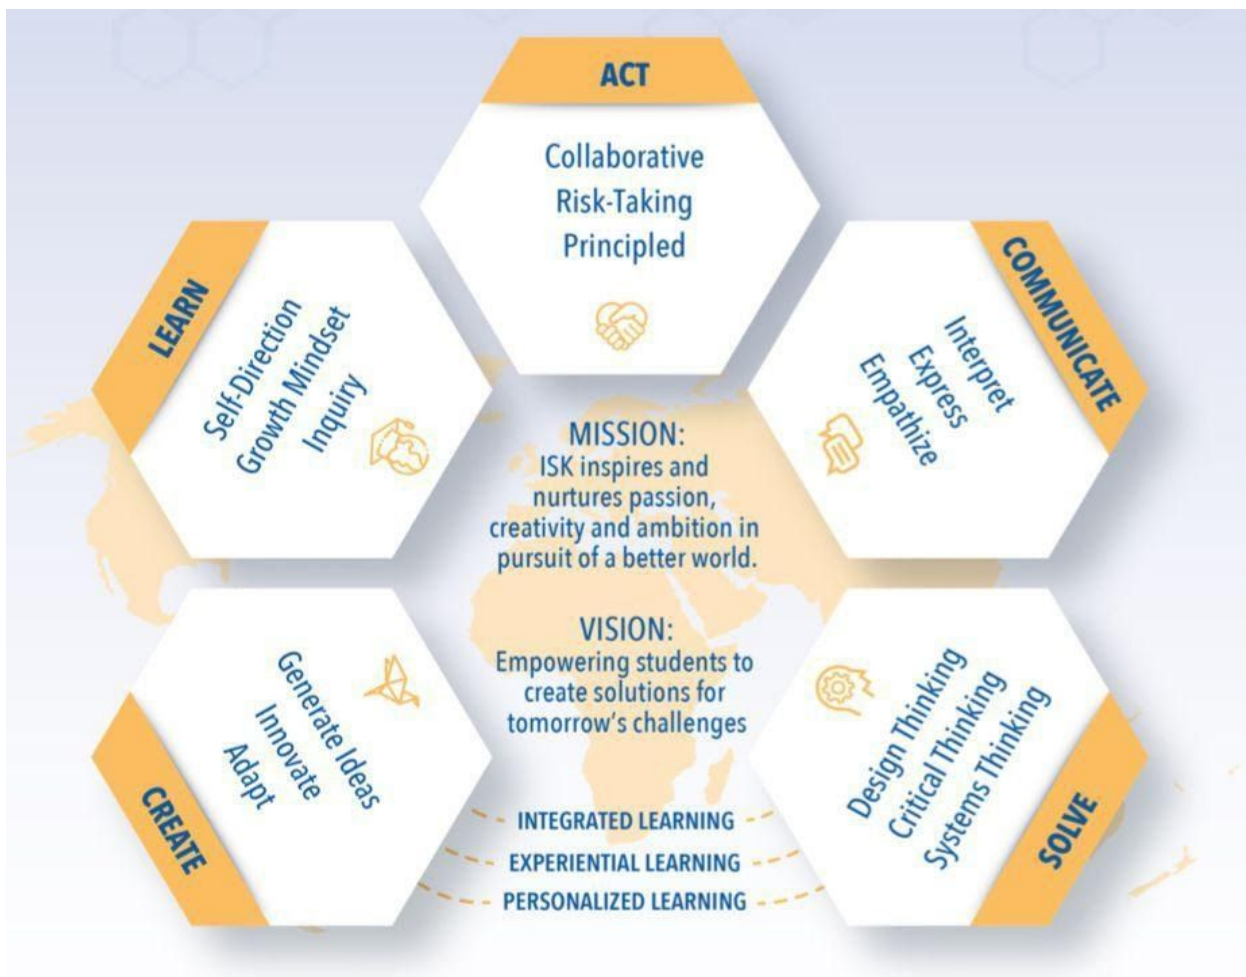 ACT
Collaborative
Risk-Taking
Principled
LEARN
Self-Direction
Growth Mindset
Inquiry
COMMUNICATE
Interpret
Express
Empathize
MISSION:
ISK inspires and
nurtures passion,
creativity and ambition in
pursuit of a better world.
VISION:
Empowering students to
create solutions for
tomorrow's challenges
CREATE
Generate Ideas
Innovate
Adapt
SOLVE
Design Thinking
Critical Thinking
Systems Thinking
INTEGRATED LEARNING
EXPERIENTIAL LEARNING
PERSONALIZED LEARNING